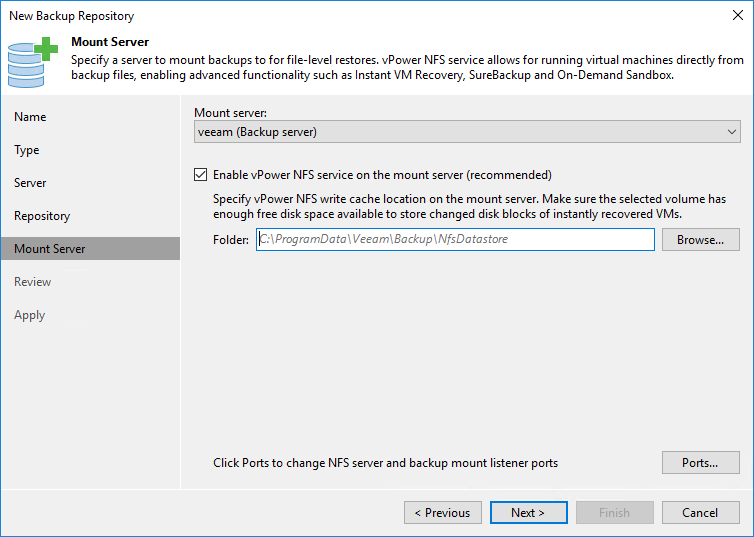 New Backup Repository
Mount Server
Specify a server to mount backups to for file-level restores. vPower NFS service allows for running virtual machines directly from
backup files, enabling advanced functionality such as Instant VM Recovery, SureBackup and On-Demand Sandbox.
Name
Type
Server
Repository
Mount Server
Review
Apply
Mount server:
veeam (Backup server)
Enable vPower NFS service on the mount server (recommended)
Specify vPower NFS write cache location on the mount server. Make sure the selected volume has
enough free disk space available to store changed disk blocks of instantly recovered VMs.
Folder: C:\ProgramData\Veeam\Backup\NfsDatastore Browse...
Click Ports to change NFS server and backup mount listener ports Ports...
< Previous Next > Finish Cancel